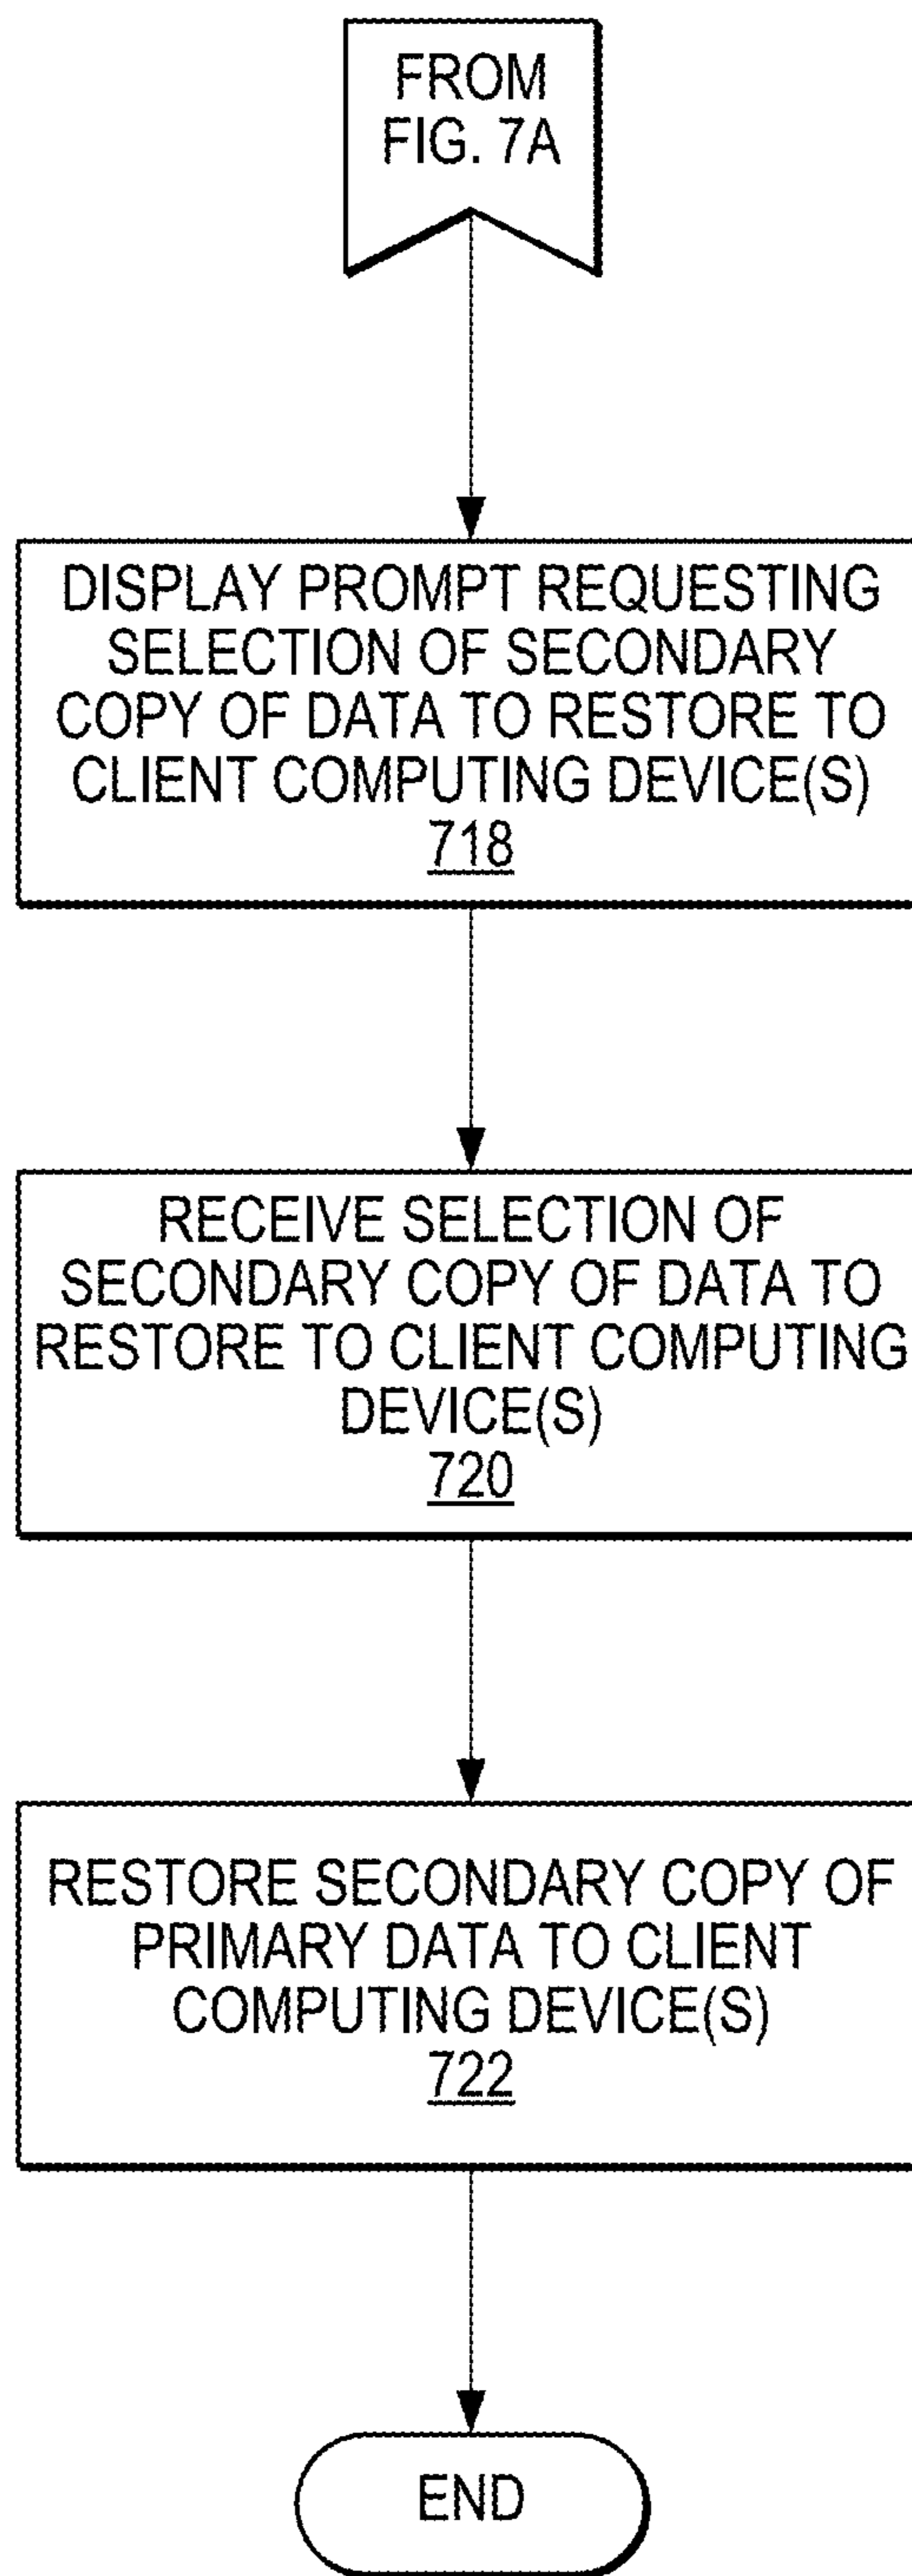 FROM
FIG. 7A
DISPLAY PROMPT REQUESTING
SELECTION OF SECONDARY
COPY OF DATA TO RESTORE TO
CLIENT COMPUTING DEVICE(S)
718
RECEIVE SELECTION OF
SECONDARY COPY OF DATA TO
RESTORE TO CLIENT COMPUTING
DEVICE(S)
720
RESTORE SECONDARY COPY OF
PRIMARY DATA TO CLIENT
COMPUTING DEVICE(S)
722
END